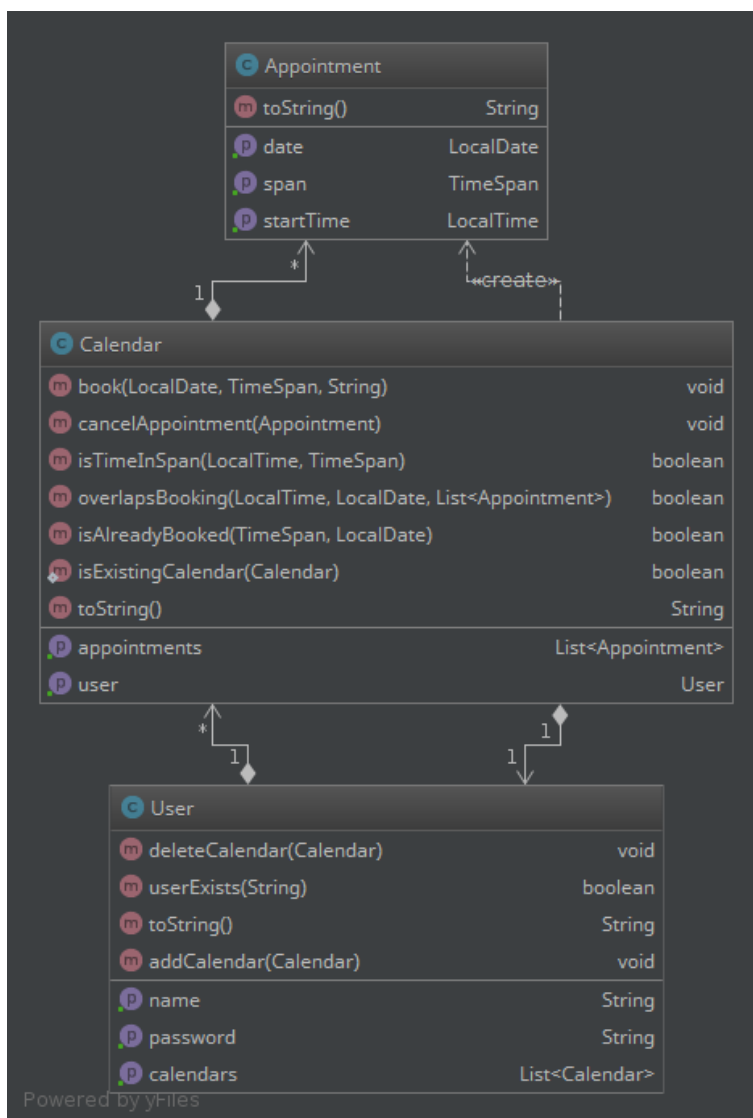 Appointment
toString() String
date LocalDate
span TimeSpan
startTime LocalTime
*
1
«create»
Calendar
book(LocalDate, TimeSpan, String) void
cancelAppointment(Appointment) void
isTimeInSpan(LocalTime, TimeSpan) boolean
overlapsBooking(LocalTime, LocalDate, List<Appointment>) boolean
isAlreadyBooked(TimeSpan, LocalDate) boolean
isExistingCalendar(Calendar) boolean
toString() String
appointments List<Appointment>
user User
*
1
1
1
User
deleteCalendar(Calendar) void
userExists(String) boolean
toString() String
addCalendar(Calendar) void
name String
password String
calendars List<Calendar>
Powered by yFiles